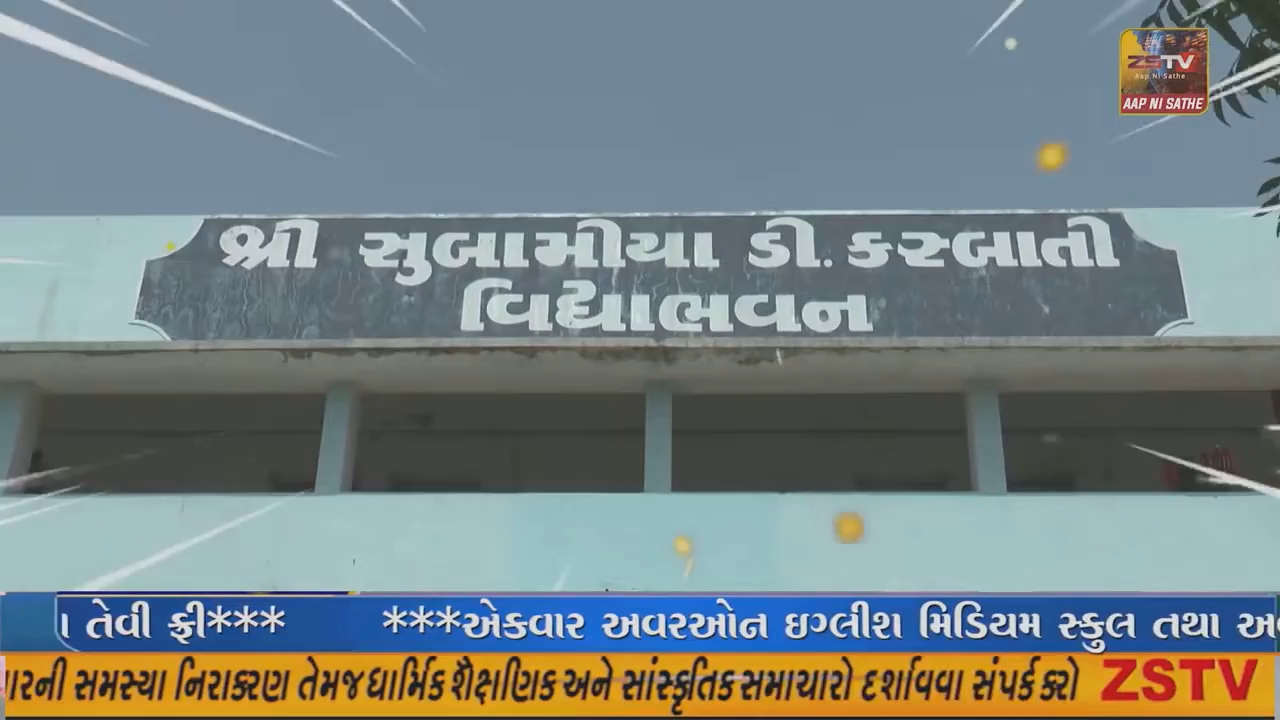 ZSTV
Aap Ni Sathe
AAP NI SATHE
શ્રી સુબામીયા ડી. કરબાતી
વિદ્યાભવન
તેવી ફ્રી*** ***એકવાર અવરઓન ઇગ્લીશ મિડિયમ સ્કુલ તથા
સમસ્યા નિરાકરણ તેમજ ધાર્મિક શૈક્ષણિક અને સાંસ્કૃતિક સમાચારો દર્શાવવા સંપર્ક કરો ZSTV